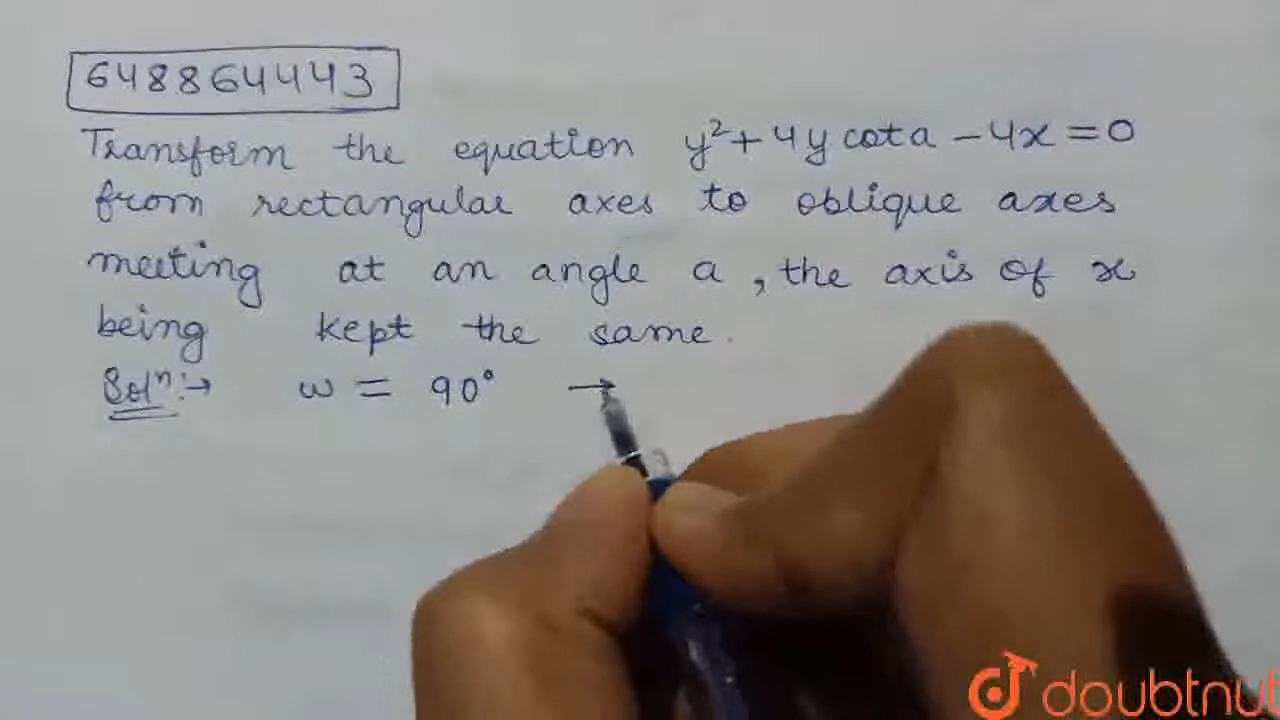 648864443
Transform the equation y²+4y cot a −4x=0
from rectangular axes to oblique axes
meeting at an angle a, the axis of x
being kept the same.
Solⁿ:→ w = 90° →
doubtnut